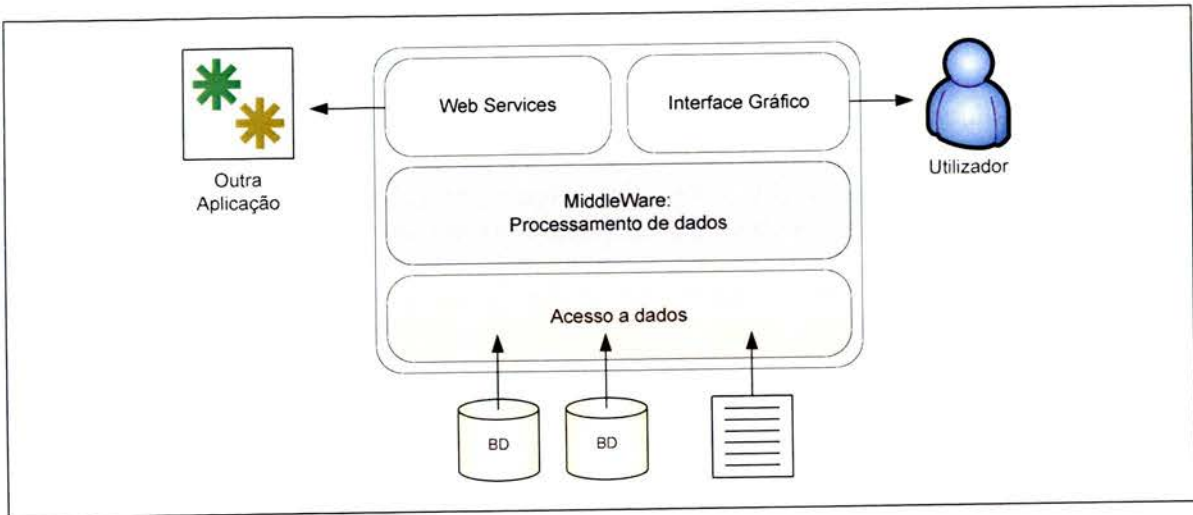 Web Services
Interface Gráfico
Outra
Aplicação
Utilizador
MiddleWare:
Processamento de dados
Acesso a dados
BD
BD